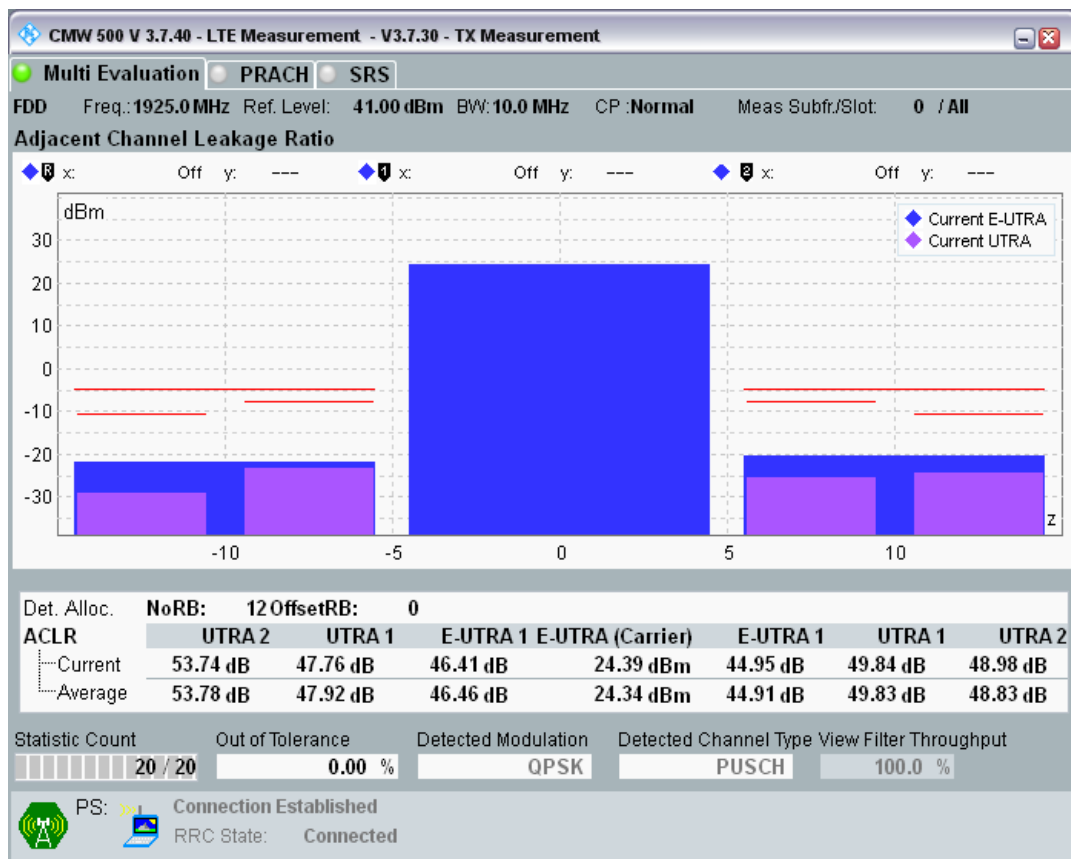 CMW 500 V 3.7.40 - LTE Measurement - V3.7.30 - TX Measurement
Multi Evaluation PRACH SRS
FDD Freq.: 1925.0 MHz Ref. Level: 41.00 dBm BW: 10.0 MHz CP :Normal Meas Subfr./Slot: 0 / All
Adjacent Channel Leakage Ratio
R x: Off y: --- 1 x: Off y: --- 2 x: Off y: ---
dBm
Current E-UTRA
Current UTRA
30
20
10
0
-10
-20
-30
z
-10 -5 0 5 10
Det. Alloc. NoRB: 12 OffsetRB: 0
ACLR UTRA 2 UTRA 1 E-UTRA 1 E-UTRA (Carrier) E-UTRA 1 UTRA 1 UTRA 2
Current 53.74 dB 47.76 dB 46.41 dB 24.39 dBm 44.95 dB 49.84 dB 48.98 dB
Average 53.78 dB 47.92 dB 46.46 dB 24.34 dBm 44.91 dB 49.83 dB 48.83 dB
Statistic Count Out of Tolerance Detected Modulation Detected Channel Type View Filter Throughput
20 / 20 0.00 % QPSK PUSCH 100.0 %
PS: Connection Established
RRC State: Connected